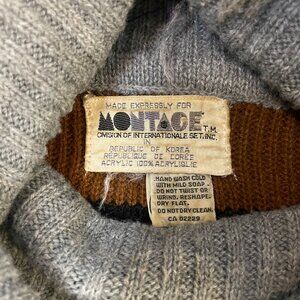 MADE EXPRESSLY FOR
MONTAGE T.M.
DIVISION OF INTERNATIONALE SET, INC.
IN
REPUBLIC OF KOREA
REPUBLIQUE DE COREE
ACRYLIC 100% ACRYLIQUE
HAND WASH COLD
WITH MILD SOAP
DO NOT TWIST OR
WRING. RESHAPE.
DRY FLAT.
DO NOT DRY CLEAN.
CA 02229